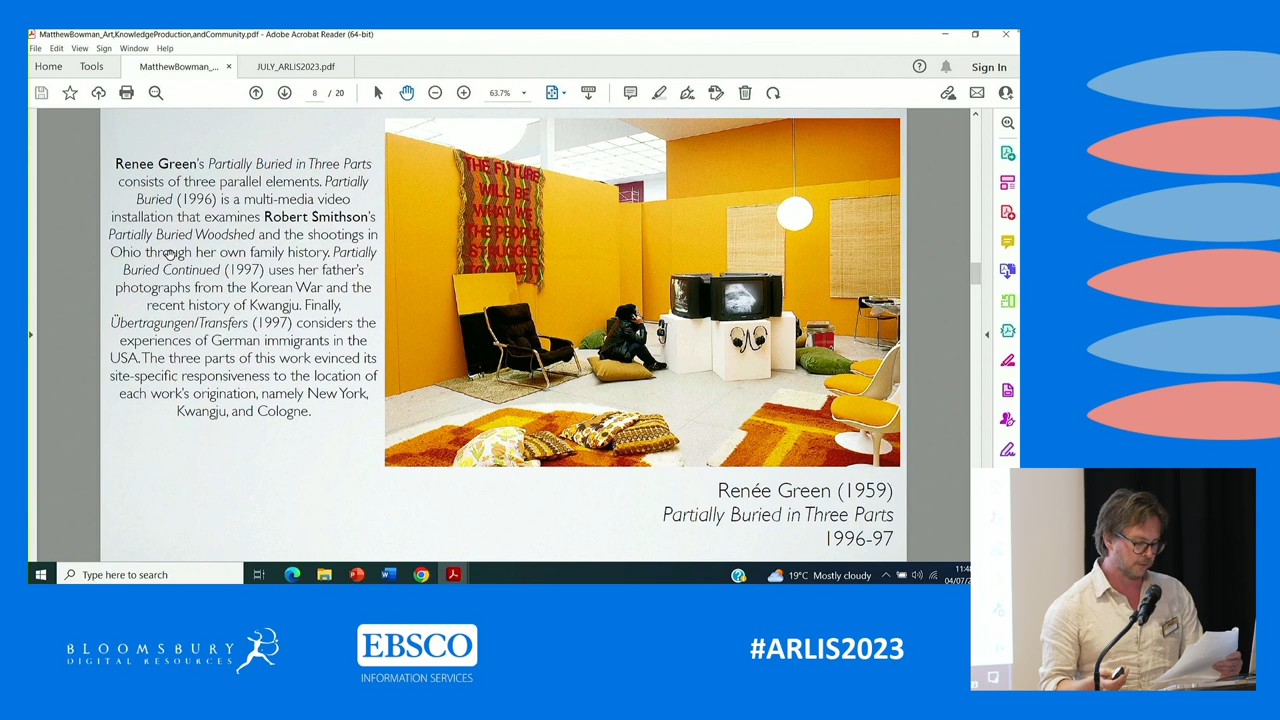 MatthewBowman_Art,KnowledgeProduction,andCommunity.pdf - Adobe Acrobat Reader (64-bit)
File Edit View Sign Window Help
Home Tools MatthewBowman_... × JULY_ARLIS2023.pdf Sign In
8 / 20 63.7%
Renee Green's Partially Buried in Three Parts
consists of three parallel elements. Partially
Buried (1996) is a multi-media video
installation that examines Robert Smithson's
Partially Buried Woodshed and the shootings in
Ohio through her own family history. Partially
Buried Continued (1997) uses her father's
photographs from the Korean War and the
recent history of Kwangju. Finally,
Übertragungen/Transfers (1997) considers the
experiences of German immigrants in the
USA. The three parts of this work evinced its
site-specific responsiveness to the location of
each work's origination, namely New York,
Kwangju, and Cologne.
THE FUTURE
WILL BE
WHAT WE
THE PEOPLE
STRUGGLE
TO MAKE IT
Renée Green (1959)
Partially Buried in Three Parts
1996-97
Type here to search
19°C Mostly cloudy
BLOOMSBURY
DIGITAL RESOURCES
EBSCO
INFORMATION SERVICES
#ARLIS2023